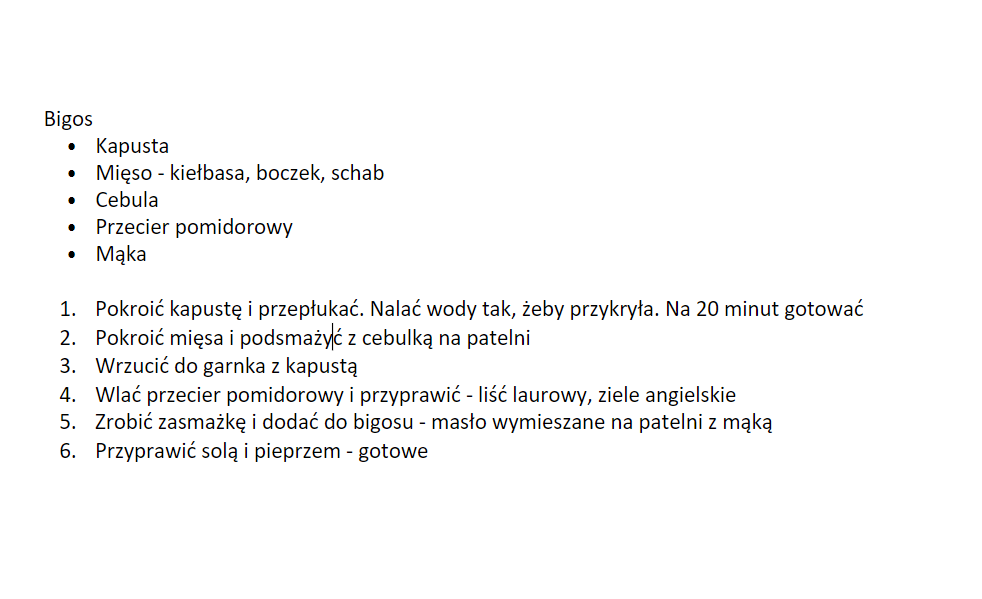 Bigos
• Kapusta
• Mięso - kiełbasa, boczek, schab
• Cebula
• Przecier pomidorowy
• Mąka
1. Pokroić kapustę i przepłukać. Nalać wody tak, żeby przykryła. Na 20 minut gotować
2. Pokroić mięsa i podsmażyć z cebulką na patelni
3. Wrzucić do garnka z kapustą
4. Wlać przecier pomidorowy i przyprawić - liść laurowy, ziele angielskie
5. Zrobić zasmażkę i dodać do bigosu - masło wymieszane na patelni z mąką
6. Przyprawić solą i pieprzem - gotowe